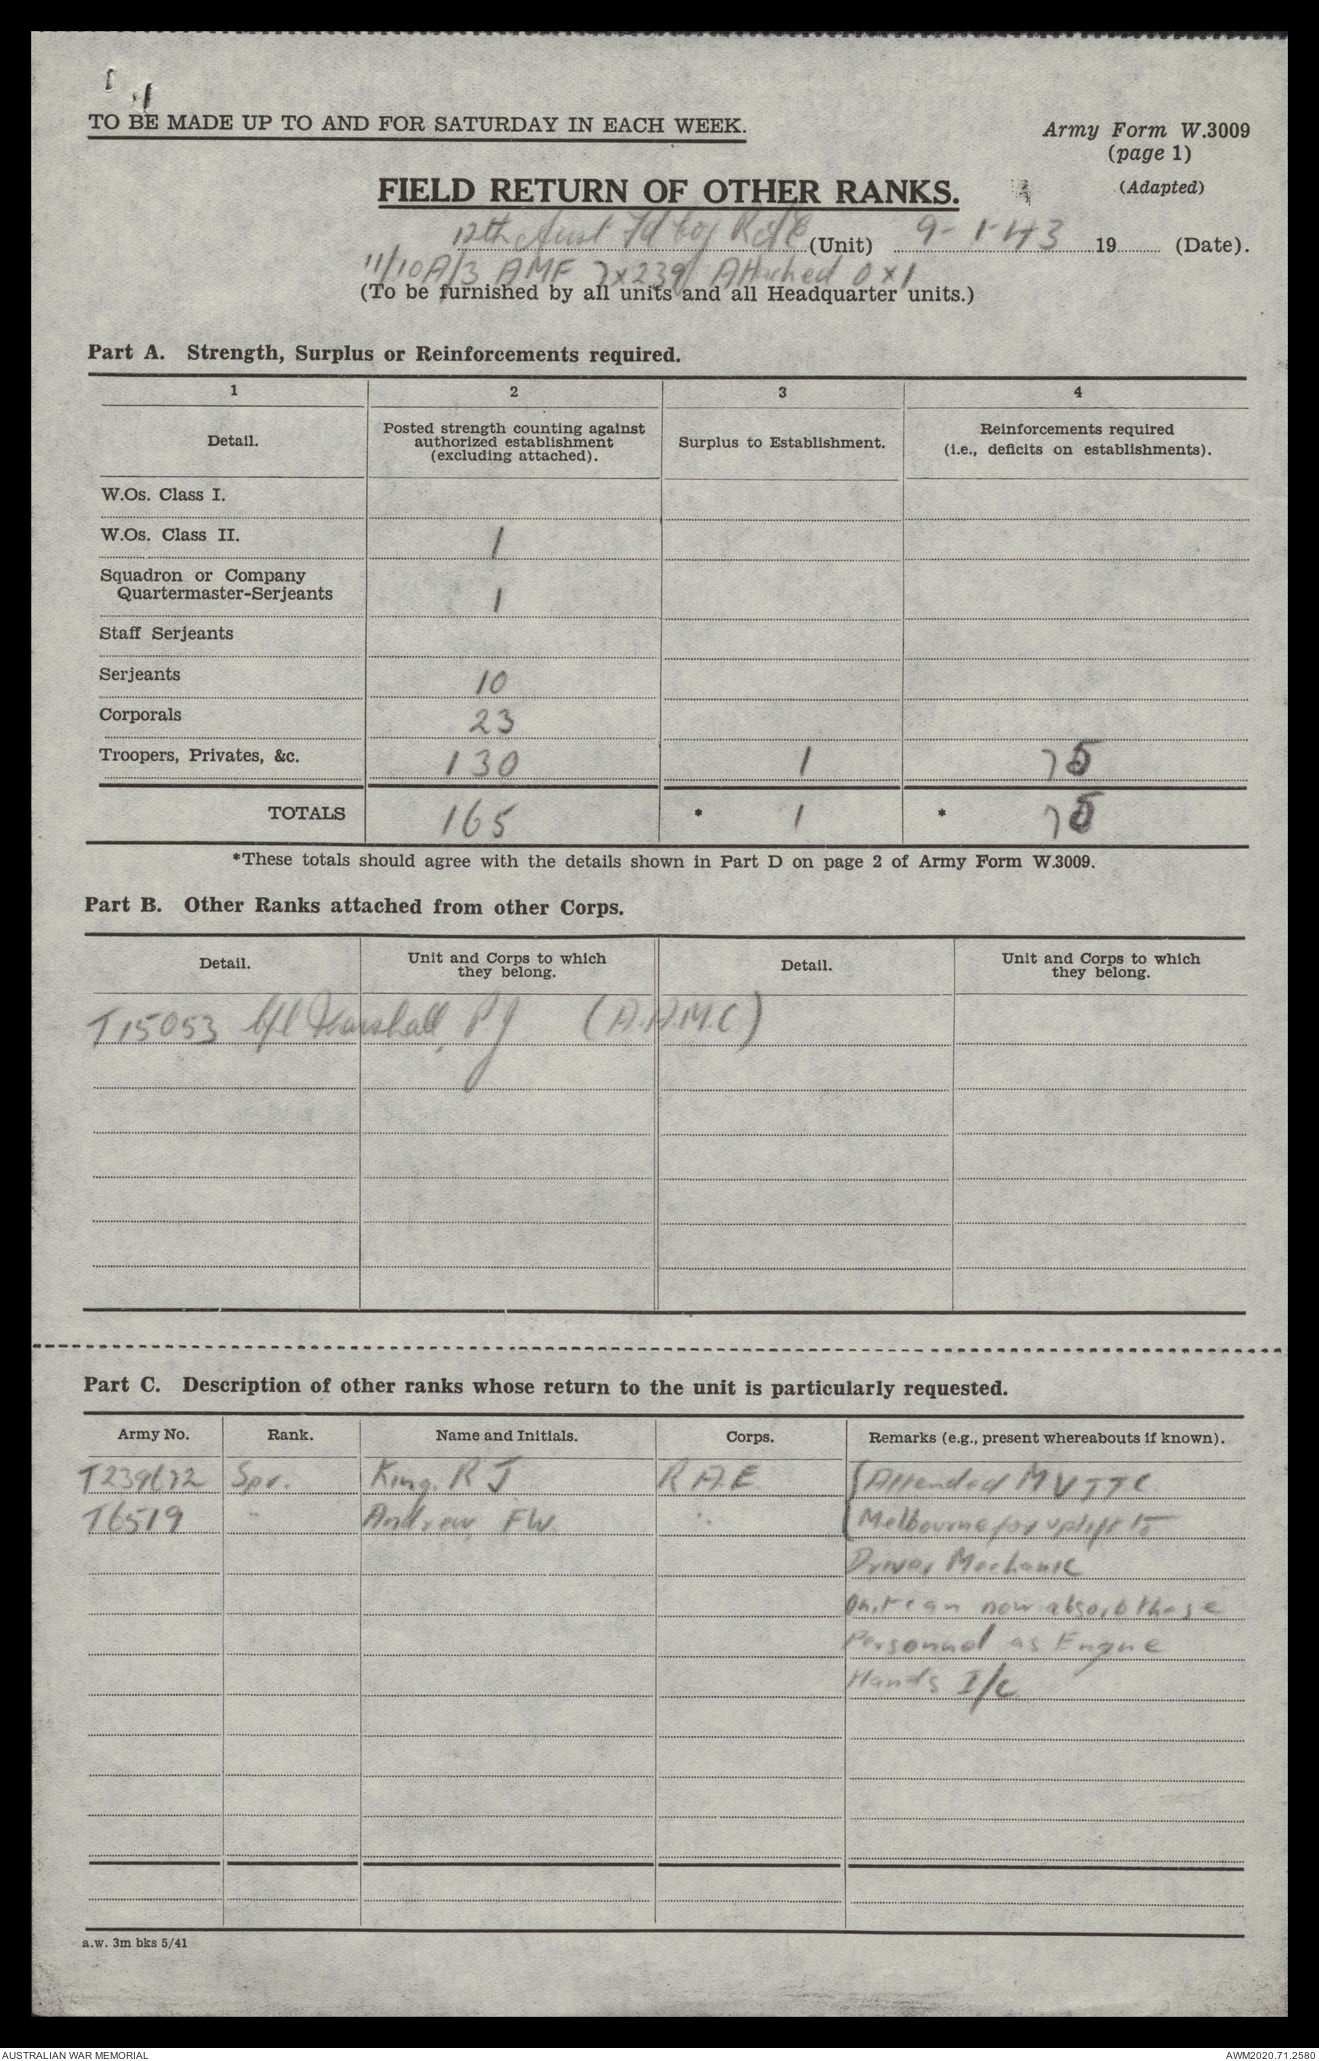 TO BE MADE UP TO AND FOR SATURDAY IN EACH WEEK.
Army Form W.3009
(page 1)
FIELD RETURN OF OTHER RANKS.
(Adapted)
12th Aust Fd Coy RAE (Unit) 9-1-43 19 (Date).
11/10A/3 AMF 7x239 Attached 0x1
(To be furnished by all units and all Headquarter units.)
Part A. Strength, Surplus or Reinforcements required.
1 2 3 4
Detail. Posted strength counting against authorized establishment (excluding attached). Surplus to Establishment. Reinforcements required (i.e., deficits on establishments).
W.Os. Class I.
W.Os. Class II. 1
Squadron or Company
Quartermaster-Serjeants 1
Staff Serjeants
Serjeants 10
Corporals 23
Troopers, Privates, &c. 130 1 75
TOTALS 165 * 1 * 75
*These totals should agree with the details shown in Part D on page 2 of Army Form W.3009.
Part B. Other Ranks attached from other Corps.
Detail. Unit and Corps to which they belong. Detail. Unit and Corps to which they belong.
T15053 Marshall, PJ (A.A.M.C)
Part C. Description of other ranks whose return to the unit is particularly requested.
Army No. Rank. Name and Initials. Corps. Remarks (e.g., present whereabouts if known).
Spr. King. R J R A.E. (Attended M V T T C
T6519 " Andrew FW. " Melbourne for uplift to
Driver Mechanic
Unit can now absorb these
Personnel as Engine
Hands I/C
a.w. 3m bks 5/41
AUSTRALIAN WAR MEMORIAL
AWM2020.71.2580